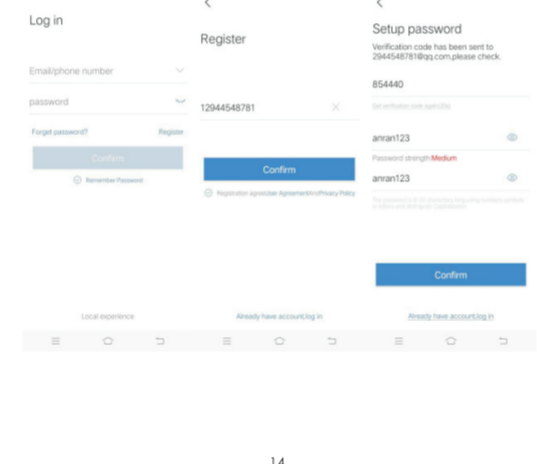 Log in
Email/phone number
password
Forget password?
Register
Confirm
Remember Password
Local experience
Register
12944548781
Confirm
Registration agreeUser AgreementAndPrivacy Policy
Already have account,log in
Setup password
Verification code has been sent to
2944548781@qq.com,please check.
854440
anran123
Password strength:Medium
anran123
Confirm
Already have account,log in
14